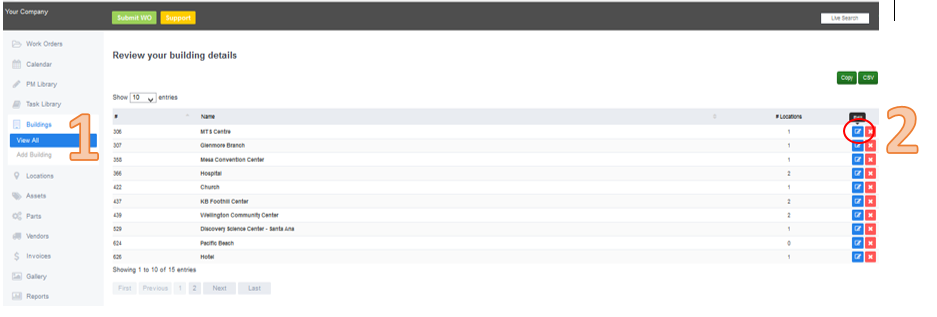 Your Company
Submit WO Support Live Search
Work Orders
Calendar
PM Library
Task Library
Buildings
View All
Add Building
Locations
Assets
Parts
Vendors
Invoices
Gallery
Reports
1
Review your building details
Copy CSV
Show 10 entries
# Name # Locations
306 MTS Centre 1
307 Glenmore Branch 1
358 Mesa Convention Center 1
366 Hospital 2
422 Church 1
437 KB Foothill Center 2
439 Wellington Community Center 2
529 Discovery Science Center - Santa Ana 1
624 Pacific Beach 0
626 Hotel 1
Showing 1 to 10 of 15 entries
First Previous 1 2 Next Last
2